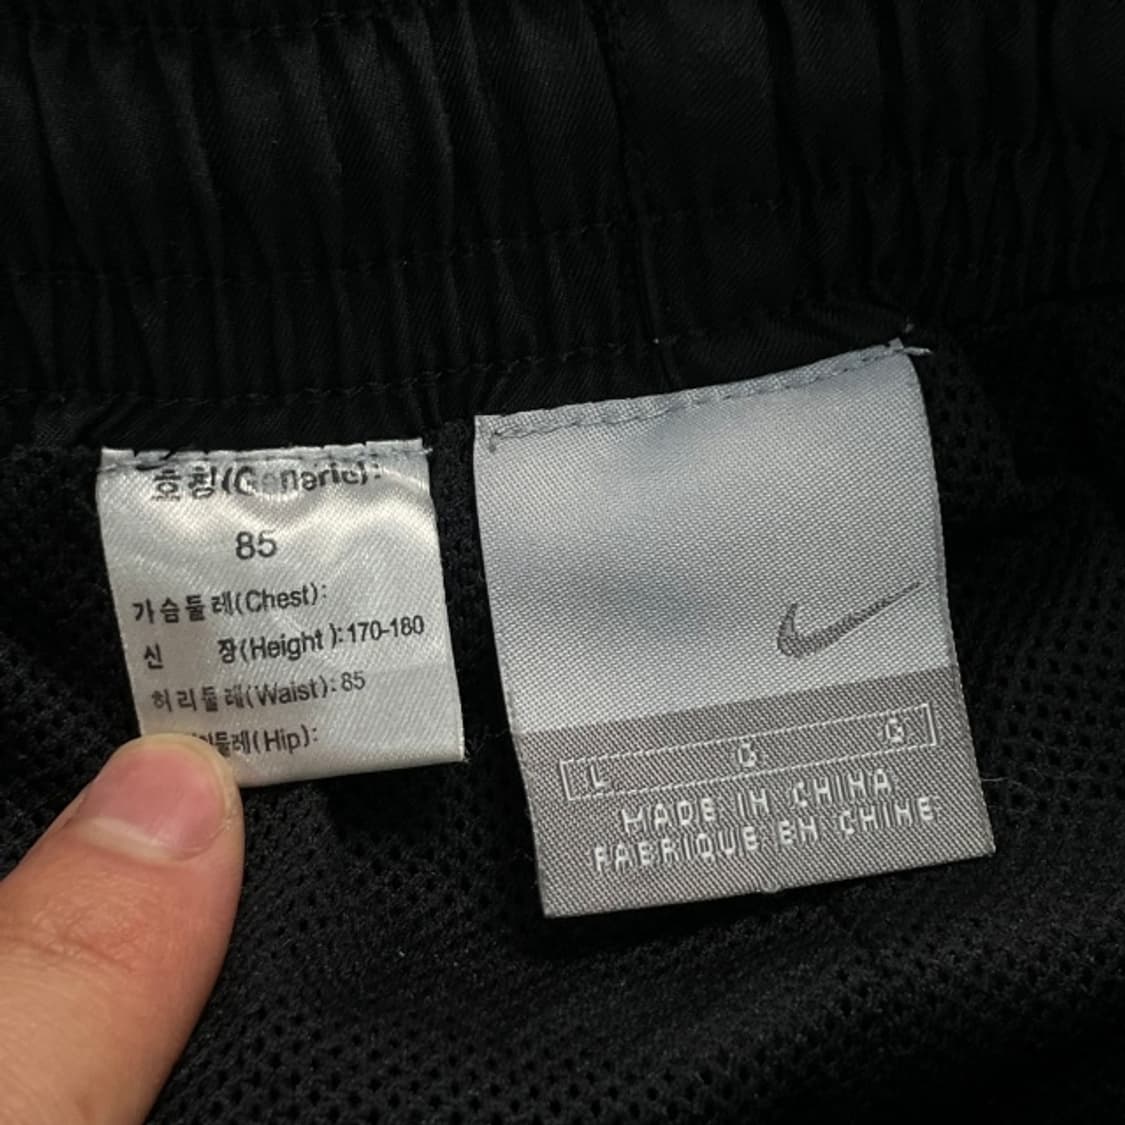 호칭(Generic):
85
가슴둘레(Chest):
신 장(Height ):170-180
허리둘레(Waist):85
둘레(Hip):
L G G
MADE IN CHINA
FABRIQUE EN CHINE